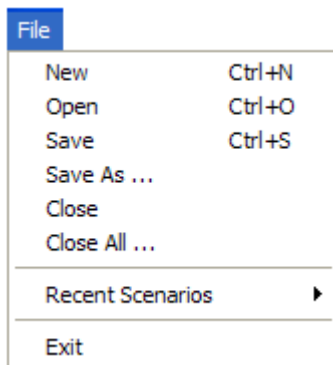 File
New Ctrl+N
Open Ctrl+O
Save Ctrl+S
Save As ...
Close
Close All ...
Recent Scenarios
Exit